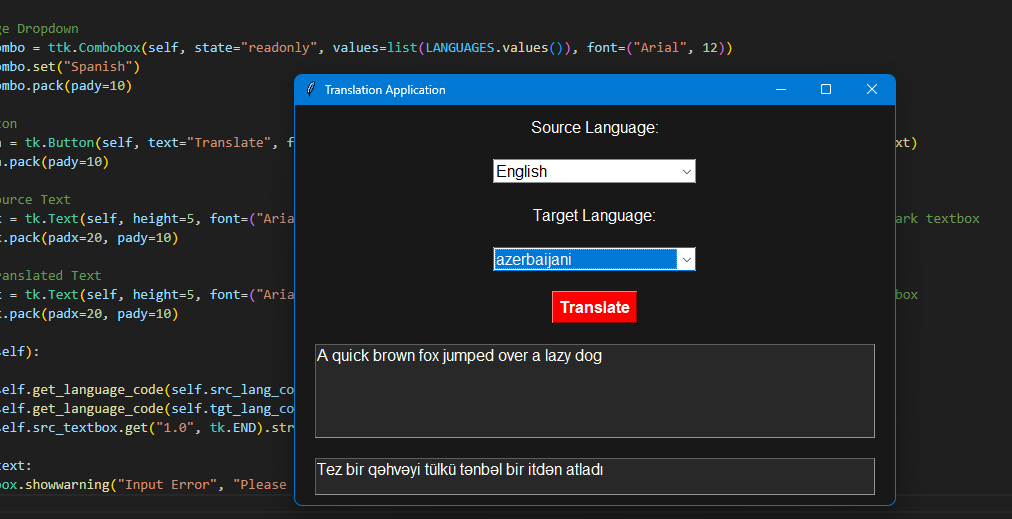 ge Dropdown
ombo = ttk.Combobox(self, state="readonly", values=list(LANGUAGES.values()), font=("Arial", 12))
ombo.set("Spanish")
ombo.pack(pady=10)
Translation Application
Source Language:
ton
n = tk.Button(self, text="Translate", f
xt)
n.pack(pady=10)
English
ource Text
Target Language:
t = tk.Text(self, height=5, font=("Aria
ark textbox
t.pack(padx=20, pady=10)
azerbaijani
ranslated Text
t = tk.Text(self, height=5, font=("Aria
box
Translate
t.pack(padx=20, pady=10)
self):
A quick brown fox jumped over a lazy dog
self.get_language_code(self.src_lang_co
self.get_language_code(self.tgt_lang_co
self.src_textbox.get("1.0", tk.END).str
text:
Tez bir qəhvəyi tülkü tənbəl bir itdən atladı
box.showwarning("Input Error", "Please